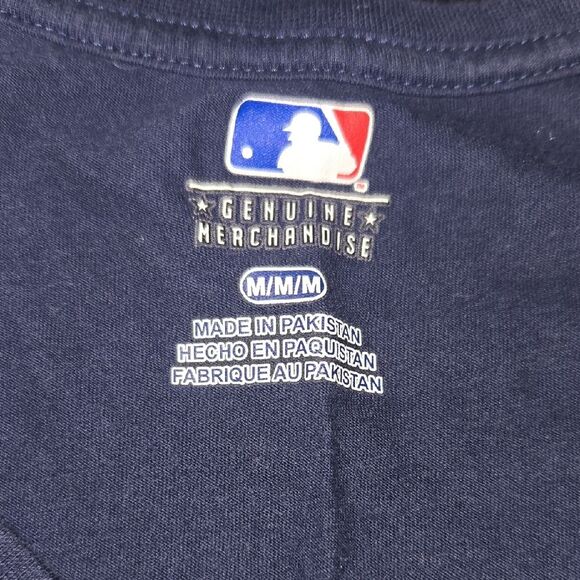 GENUINE
MERCHANDISE
M/M/M
MADE IN PAKISTAN
HECHO EN PAQUISTAN
FABRIQUE AU PAKISTAN